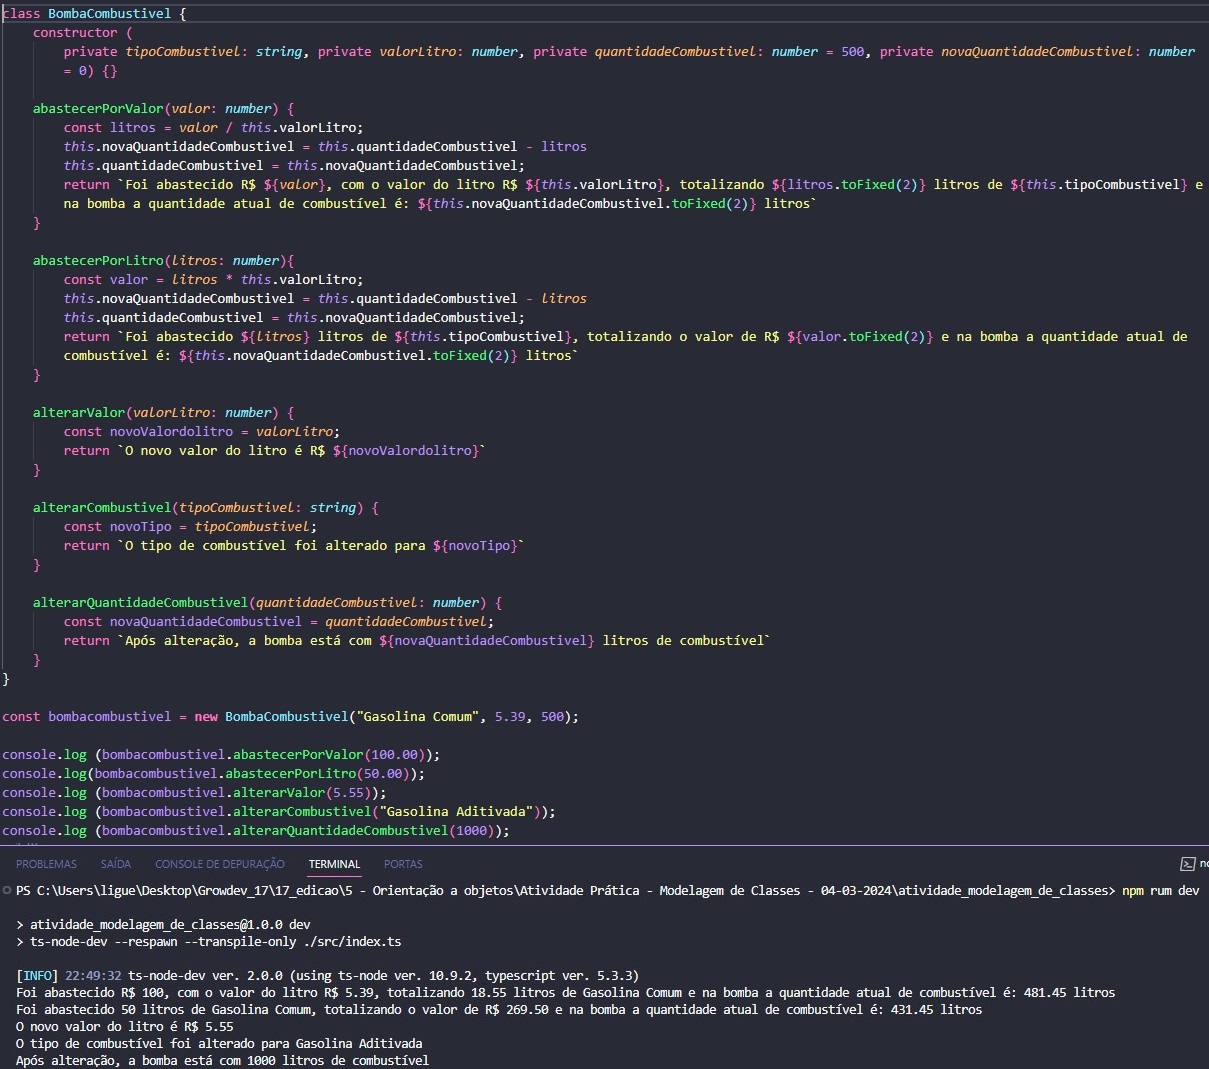 class BombaCombustivel {
constructor (
private tipoCombustivel: string, private valorLitro: number, private quantidadeCombustivel: number = 500, private novaQuantidadeCombustivel: number
= 0) {}
abastecerPorValor(valor: number) {
const litros = valor / this.valorLitro;
this.novaQuantidadeCombustivel = this.quantidadeCombustivel - litros
this.quantidadeCombustivel = this.novaQuantidadeCombustivel;
return `Foi abastecido R$ ${valor}, com o valor do litro R$ ${this.valorLitro}, totalizando ${litros.toFixed(2)} litros de ${this.tipoCombustivel} e
na bomba a quantidade atual de combustível é: ${this.novaQuantidadeCombustivel.toFixed(2)} litros`
}
abastecerPorLitro(litros: number){
const valor = litros * this.valorLitro;
this.novaQuantidadeCombustivel = this.quantidadeCombustivel - litros
this.quantidadeCombustivel = this.novaQuantidadeCombustivel;
return `Foi abastecido ${litros} litros de ${this.tipoCombustivel}, totalizando o valor de R$ ${valor.toFixed(2)} e na bomba a quantidade atual de
combustível é: ${this.novaQuantidadeCombustivel.toFixed(2)} litros`
}
alterarValor(valorLitro: number) {
const novoValordolitro = valorLitro;
return `O novo valor do litro é R$ ${novoValordolitro}`
}
alterarCombustivel(tipoCombustivel: string) {
const novoTipo = tipoCombustivel;
return `O tipo de combustível foi alterado para ${novoTipo}`
}
alterarQuantidadeCombustivel(quantidadeCombustivel: number) {
const novaQuantidadeCombustivel = quantidadeCombustivel;
return `Após alteração, a bomba está com ${novaQuantidadeCombustivel} litros de combustível`
}
}
const bombacombustivel = new BombaCombustivel("Gasolina Comum", 5.39, 500);
console.log (bombacombustivel.abastecerPorValor(100.00));
console.log(bombacombustivel.abastecerPorLitro(50.00));
console.log (bombacombustivel.alterarValor(5.55));
console.log (bombacombustivel.alterarCombustivel("Gasolina Aditivada"));
console.log (bombacombustivel.alterarQuantidadeCombustivel(1000));
PROBLEMAS SAÍDA CONSOLE DE DEPURAÇÃO TERMINAL PORTAS
PS C:\Users\ligue\Desktop\Growdev_17\17_edicao\5 - Orientação a objetos\Atividade Prática - Modelagem de Classes - 04-03-2024\atividade_modelagem_de_classes> npm rum dev
> atividade_modelagem_de_classes@1.0.0 dev
> ts-node-dev --respawn --transpile-only ./src/index.ts
[INFO] 22:49:32 ts-node-dev ver. 2.0.0 (using ts-node ver. 10.9.2, typescript ver. 5.3.3)
Foi abastecido R$ 100, com o valor do litro R$ 5.39, totalizando 18.55 litros de Gasolina Comum e na bomba a quantidade atual de combustível é: 481.45 litros
Foi abastecido 50 litros de Gasolina Comum, totalizando o valor de R$ 269.50 e na bomba a quantidade atual de combustível é: 431.45 litros
O novo valor do litro é R$ 5.55
O tipo de combustível foi alterado para Gasolina Aditivada
Após alteração, a bomba está com 1000 litros de combustível